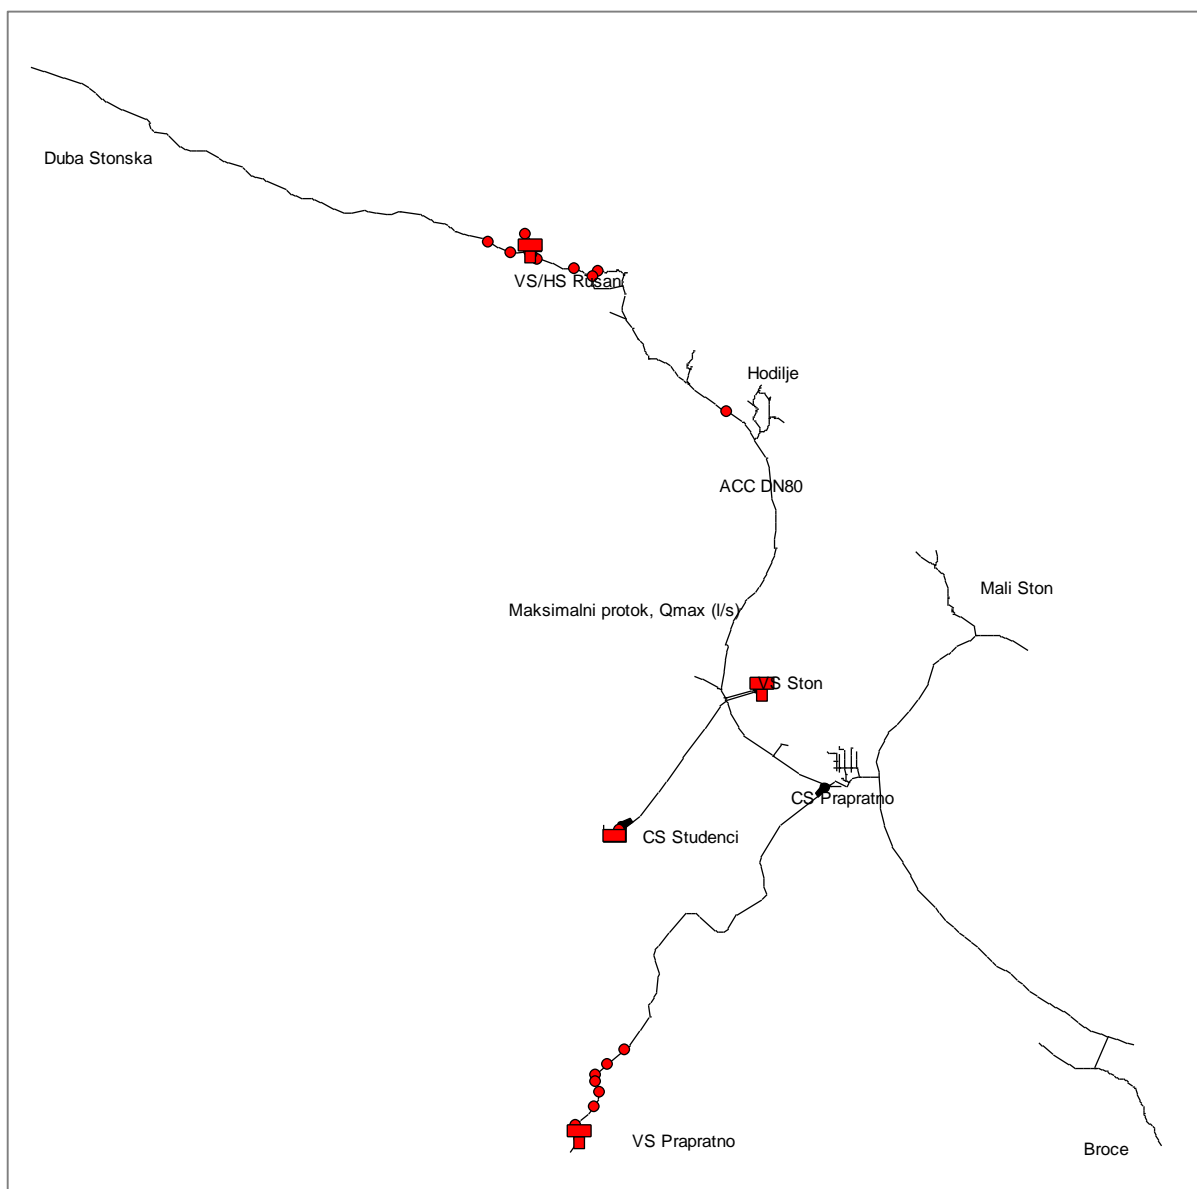 Duba Stonska
VS/HS Rusan
Hodilje
ACC DN80
Mali Ston
Maksimalni protok, Qmax (l/s)
VS Ston
CS Prapratno
CS Studenci
VS Prapratno
Broce